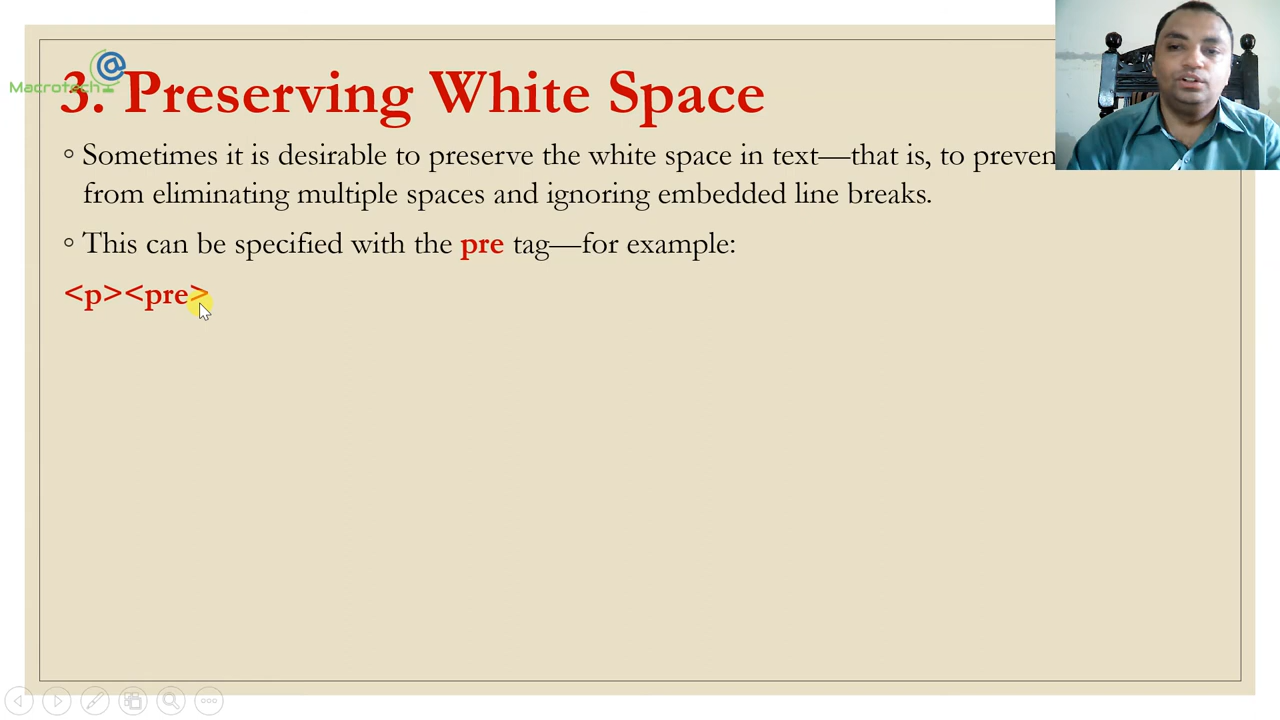 Macrotech
3. Preserving White Space
Sometimes it is desirable to preserve the white space in text—that is, to preven
from eliminating multiple spaces and ignoring embedded line breaks.
This can be specified with the pre tag—for example:
<p><pre>